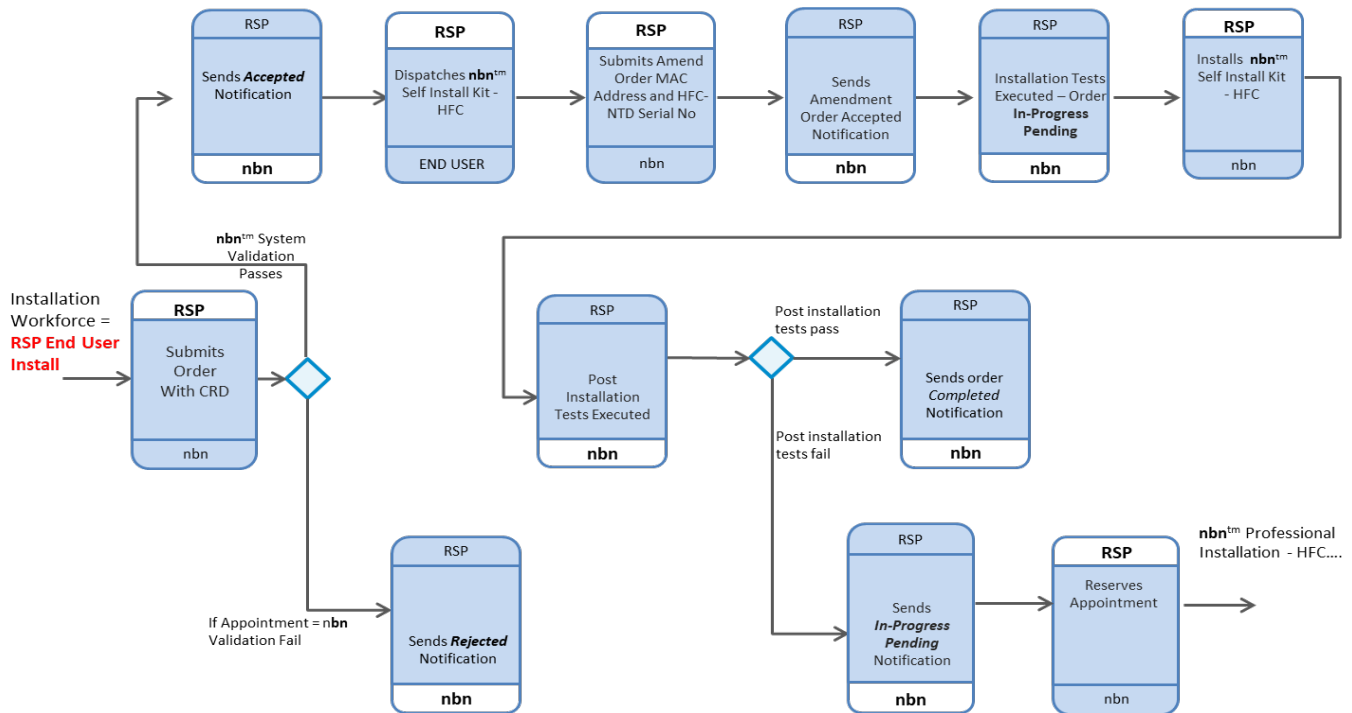 RSP
Sends Accepted
Notification
nbn
RSP
Dispatches nbn™
Self Install Kit -
HFC
END USER
RSP
Submits Amend
Order MAC
Address and HFC-
NTD Serial No
nbn
RSP
Sends
Amendment
Order Accepted
Notification
nbn
RSP
Installation Tests
Executed – Order
In-Progress
Pending
nbn
RSP
Installs nbn™
Self Install Kit
- HFC
nbn
nbn™ System
Validation
Passes
Installation
Workforce =
RSP End User
Install
RSP
Submits
Order
With CRD
nbn
If Appointment = nbn
Validation Fail
RSP
Sends Rejected
Notification
nbn
RSP
Post
Installation
Tests Executed
nbn
Post installation
tests pass
RSP
Sends order
Completed
Notification
nbn
Post installation
tests fail
RSP
Sends
In-Progress
Pending
Notification
nbn
RSP
Reserves
Appointment
nbn
nbn™ Professional
Installation - HFC....